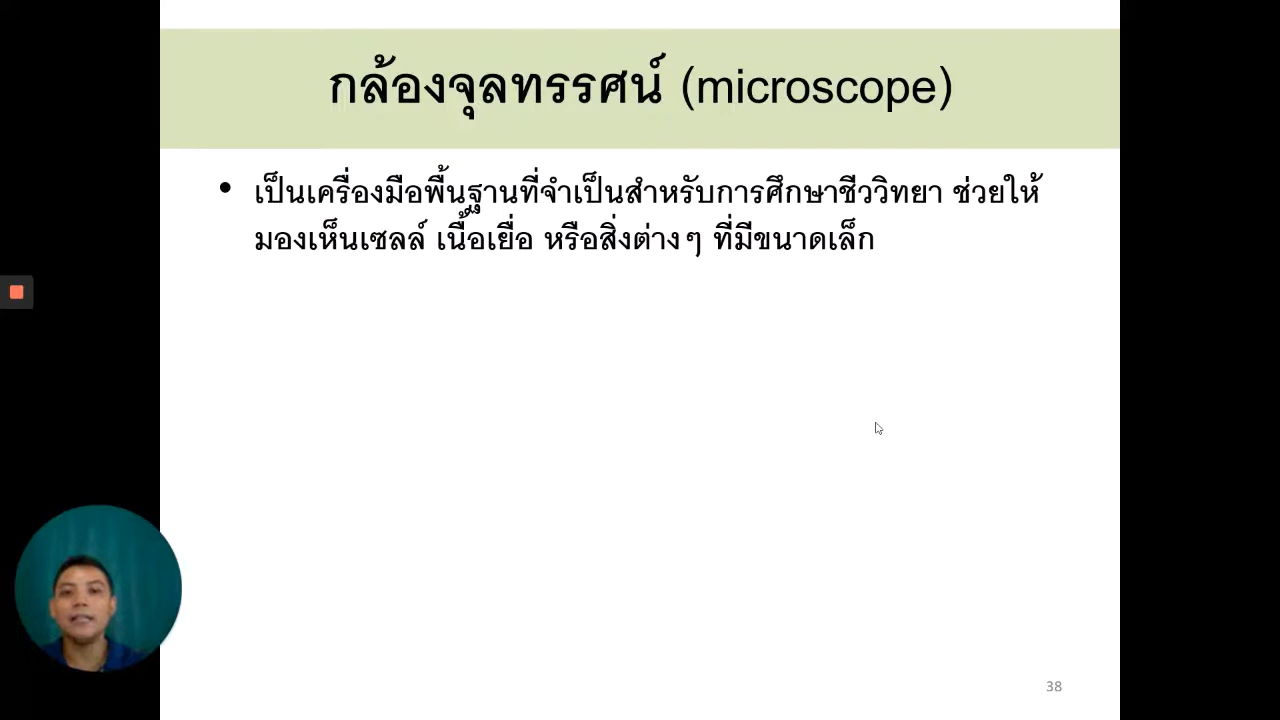 กล้องจุลทรรศน์ (microscope)
• เป็นเครื่องมือพื้นฐานที่จำเป็นสำหรับการศึกษาชีววิทยา ช่วยให้
มองเห็นเซลล์ เนื้อเยื่อ หรือสิ่งต่างๆ ที่มีขนาดเล็ก
38